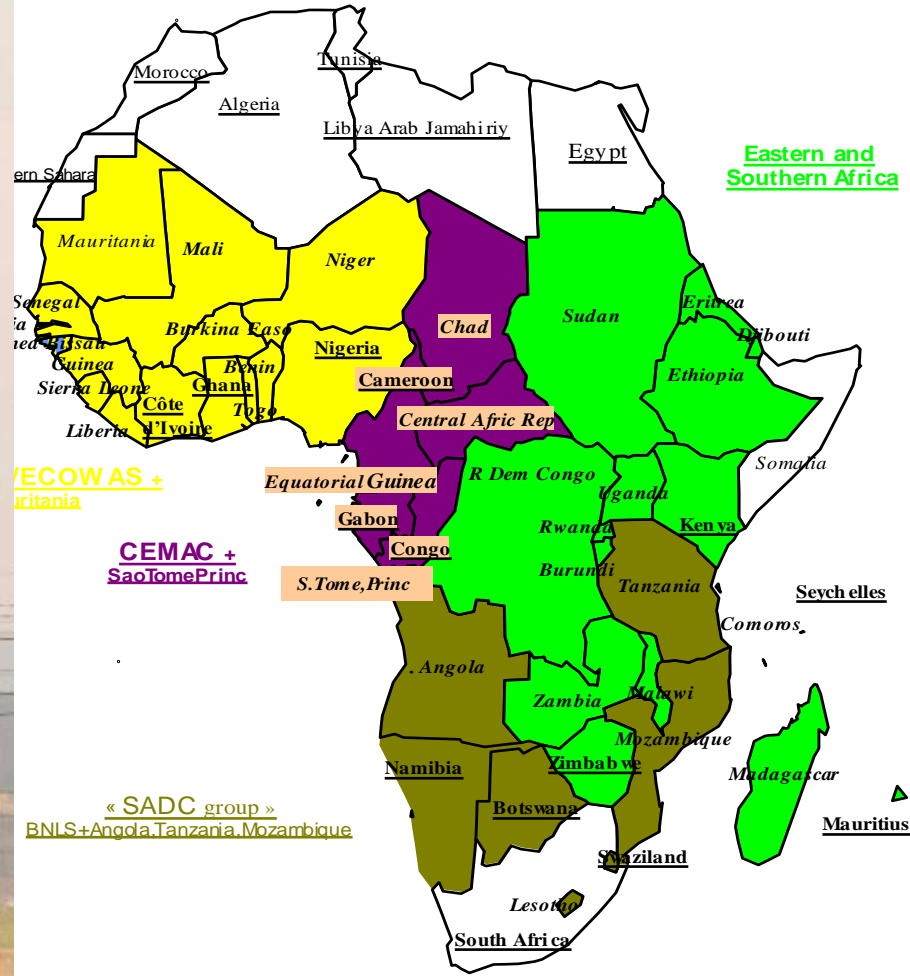 Tunisia
Morocco
Algeria
Libya Arab Jamahiriy
Egypt
Eastern and
Southern Africa
ern Sahara
Mauritania
Mali
Niger
Chad
Sudan
Eritrea
Djibouti
Senegal
Burkina Faso
Nigeria
Guinea
Benin
Ethiopia
Sierra Leone
Ghana
Cameroon
Côte
d'Ivoire
Togo
Central Afric Rep
Liberia
Somalia
ECOWAS +
uritania
Equatorial Guinea
R Dem Congo
Uganda
Gabon
Rwanda
Kenya
CEMAC +
SaoTomePrinc
Congo
Burundi
S.Tome,Princ
Tanzania
Seychelles
Comoros
. Angola
Zambia
Malawi
Mozambique
Namibia
Zimbabwe
Madagascar
« SADC group »
BNLS+Angola,Tanzania,Mozambique
Botswana
Mauritius
Swaziland
Lesotho
South Africa